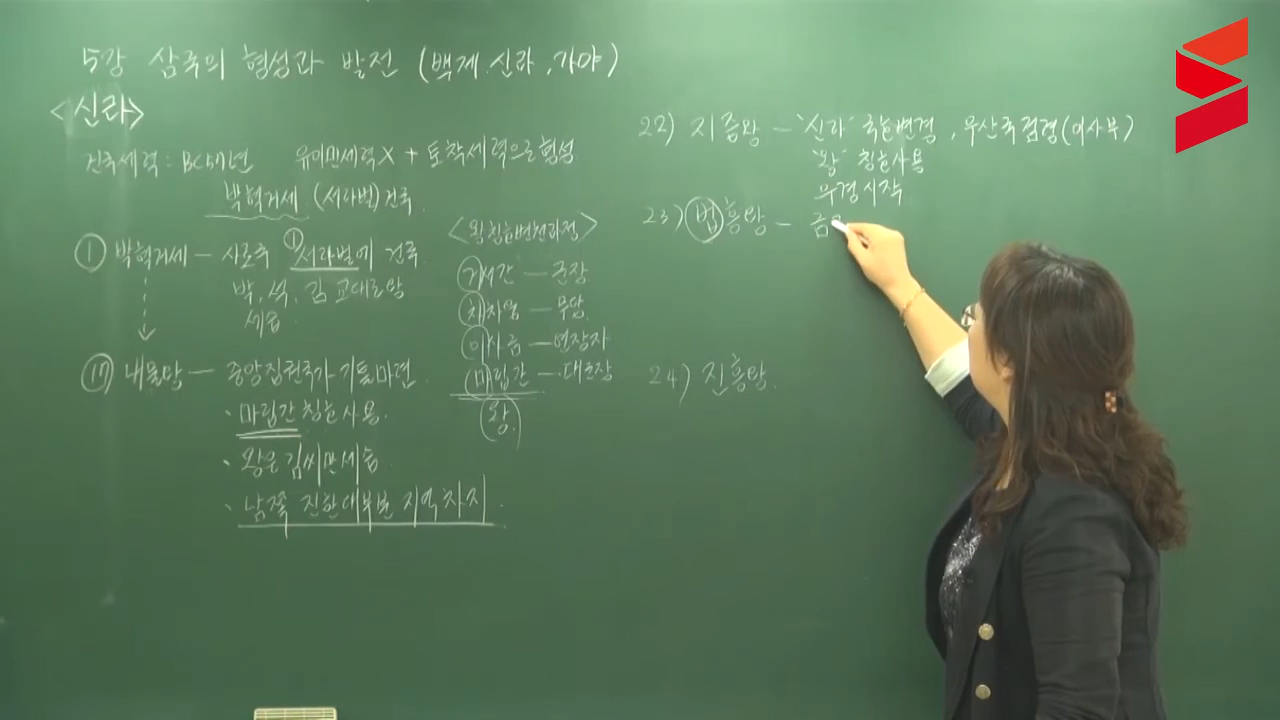 5강 삼국의 형성과 발전 (백제, 신라, 가야)
<신라>
건국세력 : BC57년 유이민세력X + 토착세력으로 형성
박혁거세 (서라벌)건국.
① 박혁거세 — 사로국 ① 서라벌에 건국.
박, 석, 김 교대로 왕
세습.
⑰ 내물왕 — 중앙집권국가 기틀마련.
· 마립간 칭호사용.
· 왕은 김씨만세습.
· 낙동쪽 진한대부분 지역 차지.
<왕칭호변천과정>
거서간 — 군장
차차웅 — 무당
이사금 — 연장자
마립간 — 대군장
왕.
22) 지증왕 — "신라" 국호변경, 우산국점령(이사부)
"왕" 칭호사용
우경시작
23) 법흥왕 —
24) 진흥왕.